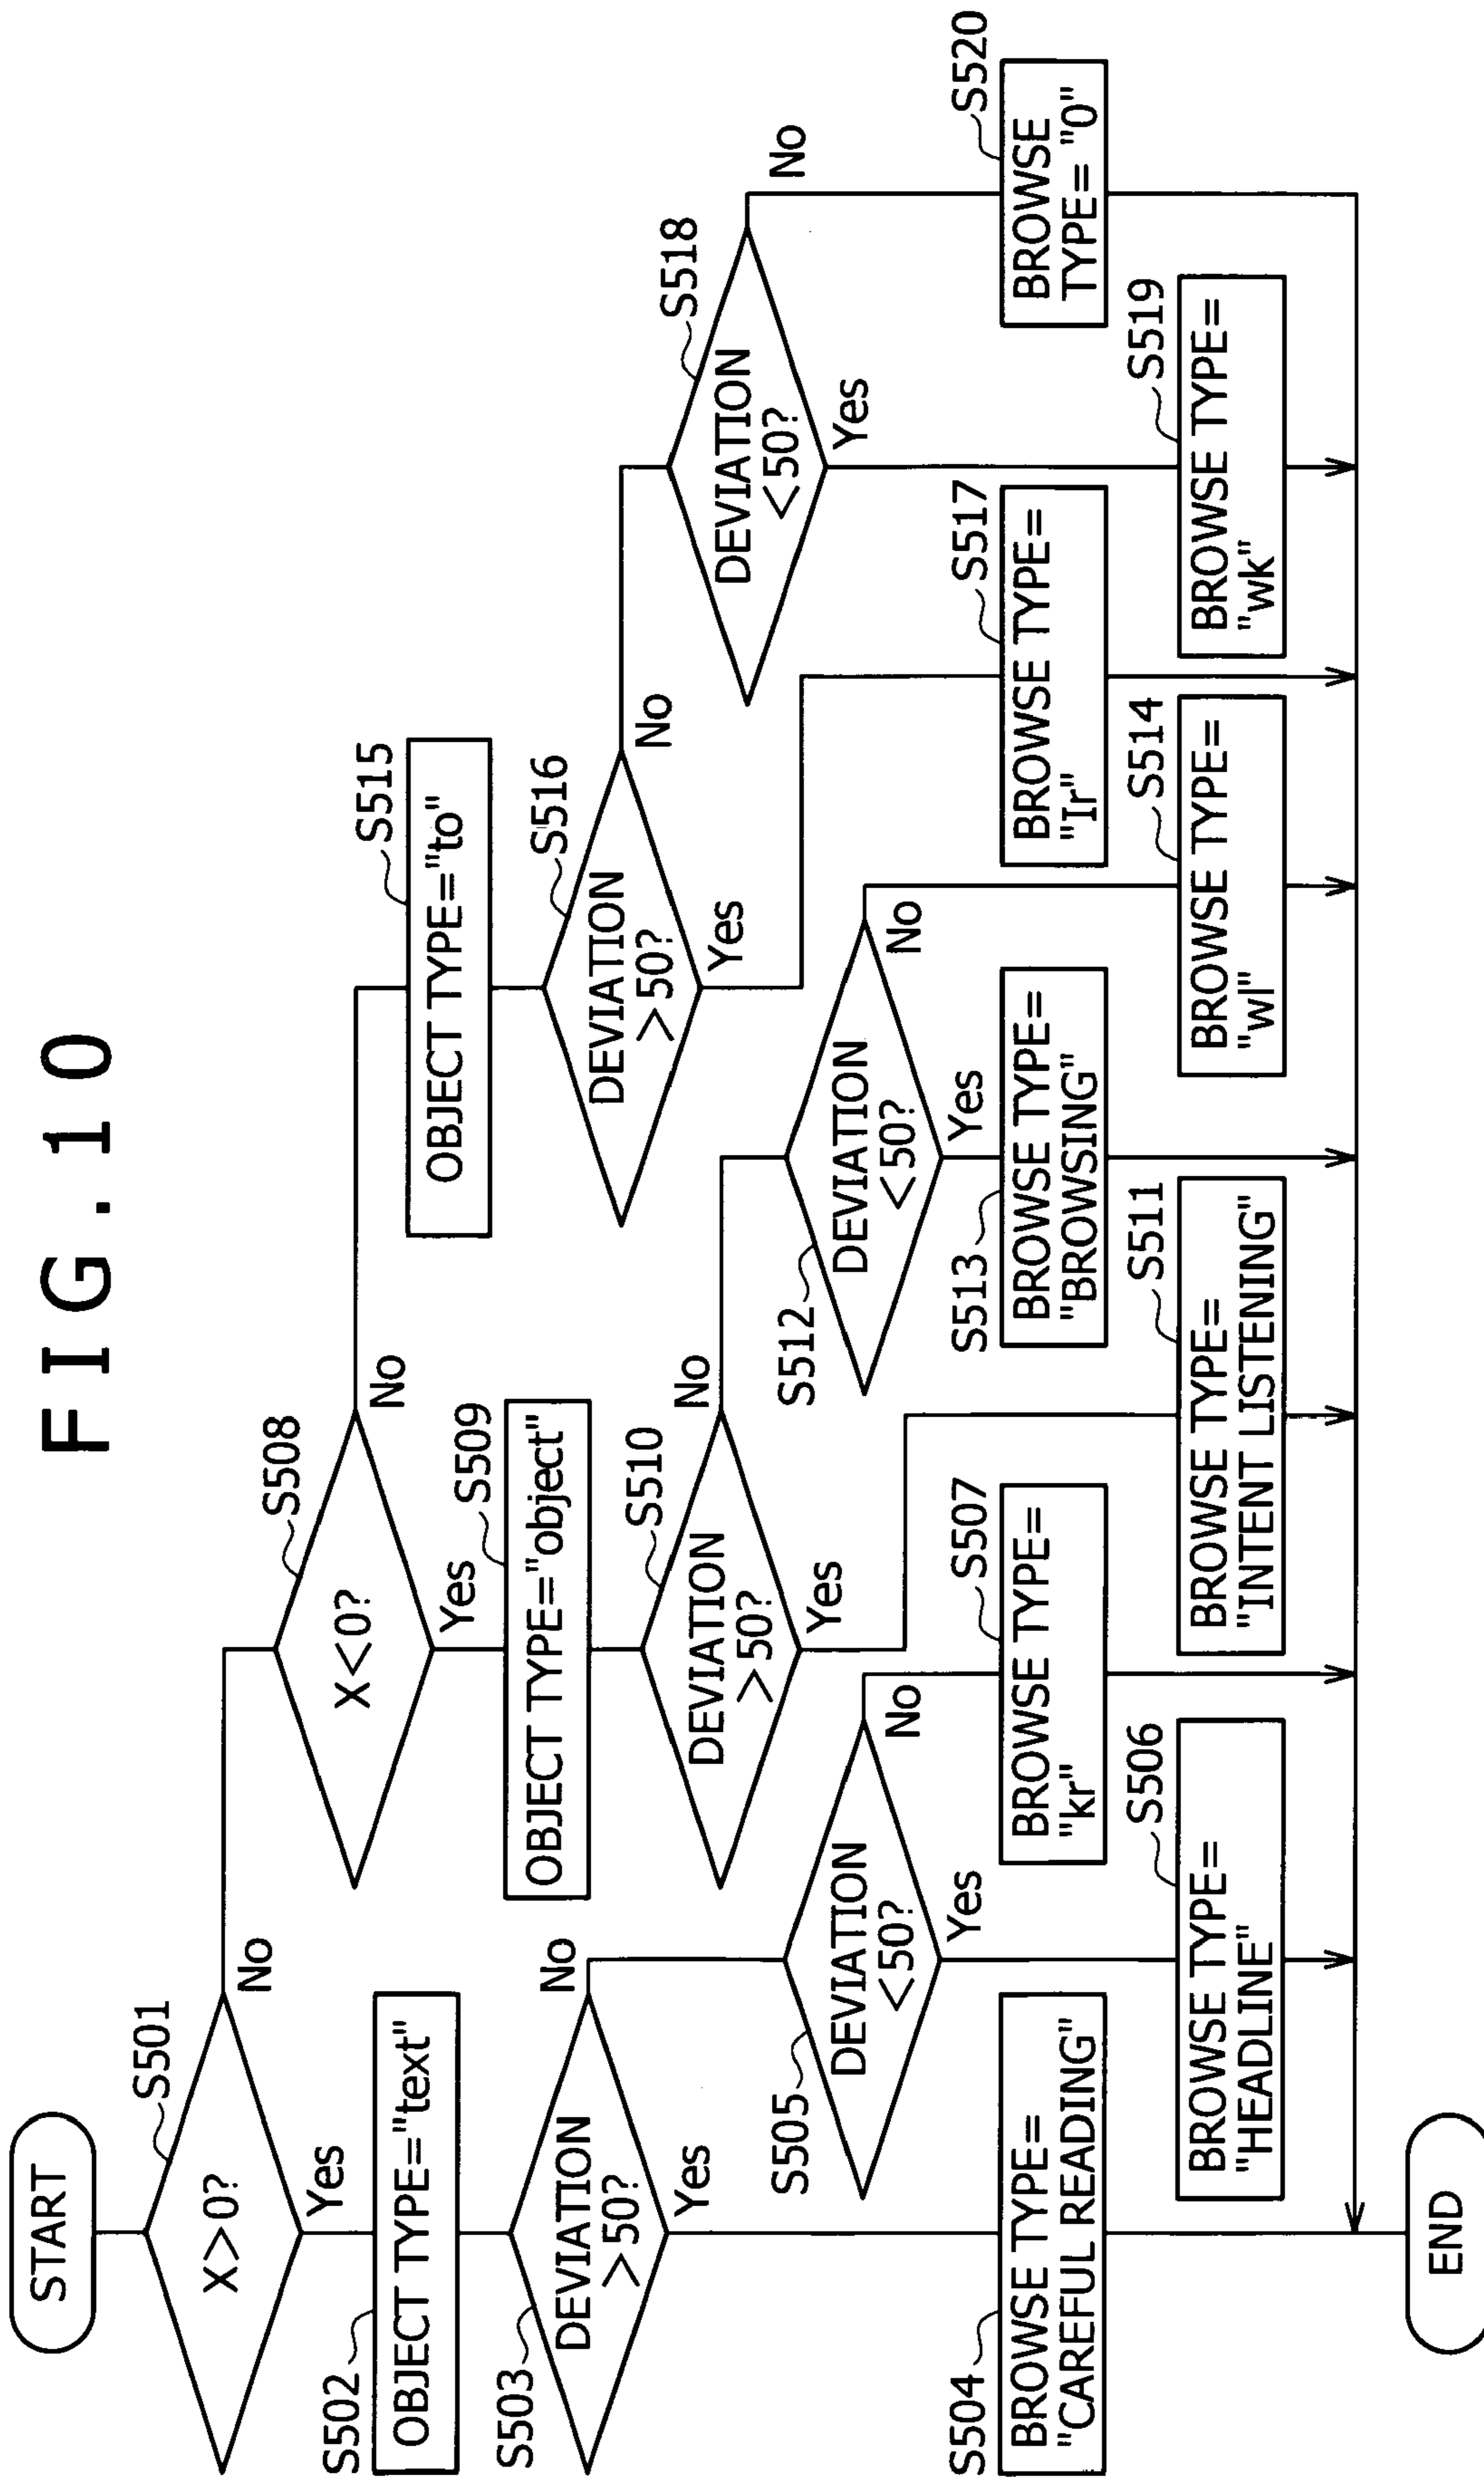 FIG.10
START
S501
X>0?
No
Yes
S502
OBJECT TYPE="text"
S503
DEVIATION
>50?
No
Yes
S504
BROWSE TYPE=
"CAREFUL READING"
S505
DEVIATION
<50?
No
Yes
S506
BROWSE TYPE=
"HEADLINE"
S507
BROWSE TYPE=
"kr"
S508
X<0?
No
Yes
S509
OBJECT TYPE="object"
S510
DEVIATION
>50?
No
Yes
S511
BROWSE TYPE=
"INTENT LISTENING"
S512
DEVIATION
<50?
No
Yes
S513
BROWSE TYPE=
"BROWSING"
S514
BROWSE TYPE=
"wl"
S515
OBJECT TYPE="to"
S516
DEVIATION
>50?
No
Yes
S517
BROWSE TYPE=
"lr"
S518
DEVIATION
<50?
No
Yes
S519
BROWSE TYPE=
"wk"
S520
BROWSE
TYPE= "0"
END